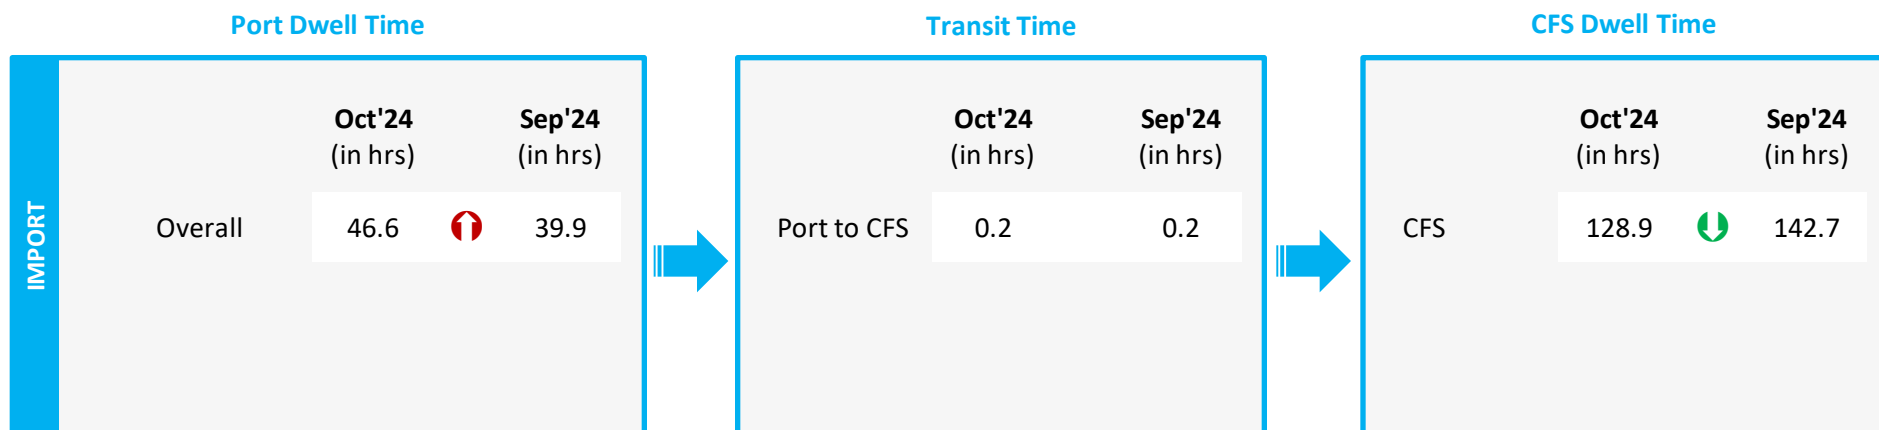 Port Dwell Time
Transit Time
CFS Dwell Time
IMPORT
Oct'24 Sep'24
(in hrs) (in hrs)
Overall 46.6 39.9
Oct'24 Sep'24
(in hrs) (in hrs)
Port to CFS 0.2 0.2
Oct'24 Sep'24
(in hrs) (in hrs)
CFS 128.9 142.7